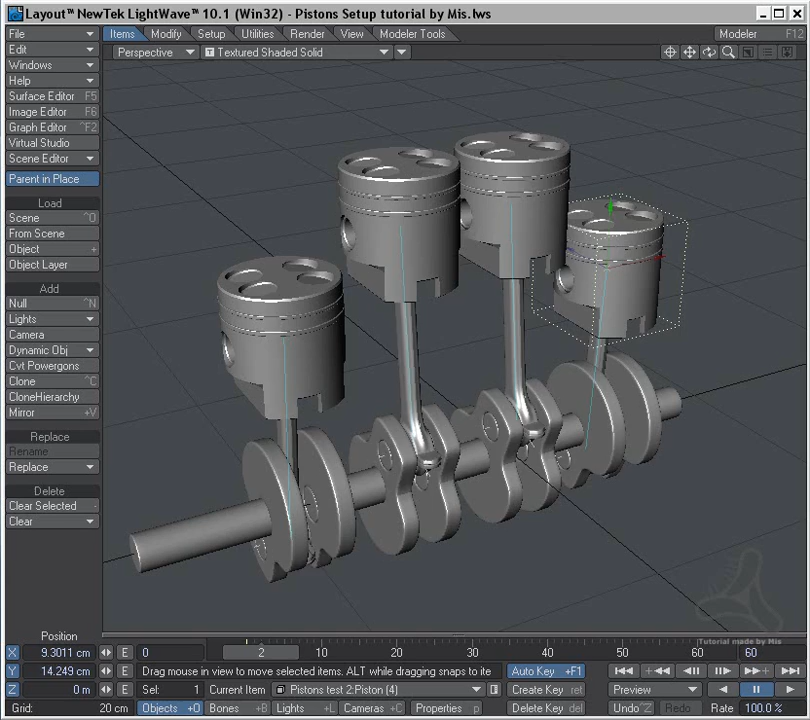 Layout™ NewTek LightWave™ 10.1 (Win32) - Pistons Setup tutorial by Mis.lws
File
Items Modify Setup Utilities Render View Modeler Tools Modeler F12
Edit
Perspective Textured Shaded Solid
Windows
Help
Surface Editor F5
Image Editor F6
Graph Editor ^F2
Virtual Studio
Scene Editor
Parent in Place
Load
Scene ^O
From Scene
Object +
Object Layer
Add
Null ^N
Lights
Camera
Dynamic Obj
Cvt Powergons
Clone ^C
CloneHierarchy
Mirror +V
Replace
Rename
Replace
Delete
Clear Selected -
Clear
Tutorial made by Mis
Position
X 9.3011 cm E 0 2 10 20 30 40 50 60 60
Y 14.249 cm E Drag mouse in view to move selected items. ALT while dragging snaps to ite Auto Key +F1
Z 0 m E Sel: 1 Current Item Pistons test 2:Piston (4) Create Key ret Preview
Grid: 20 cm Objects +O Bones +B Lights +L Cameras +C Properties p Delete Key del Undo^Z Redo Rate 100.0 %